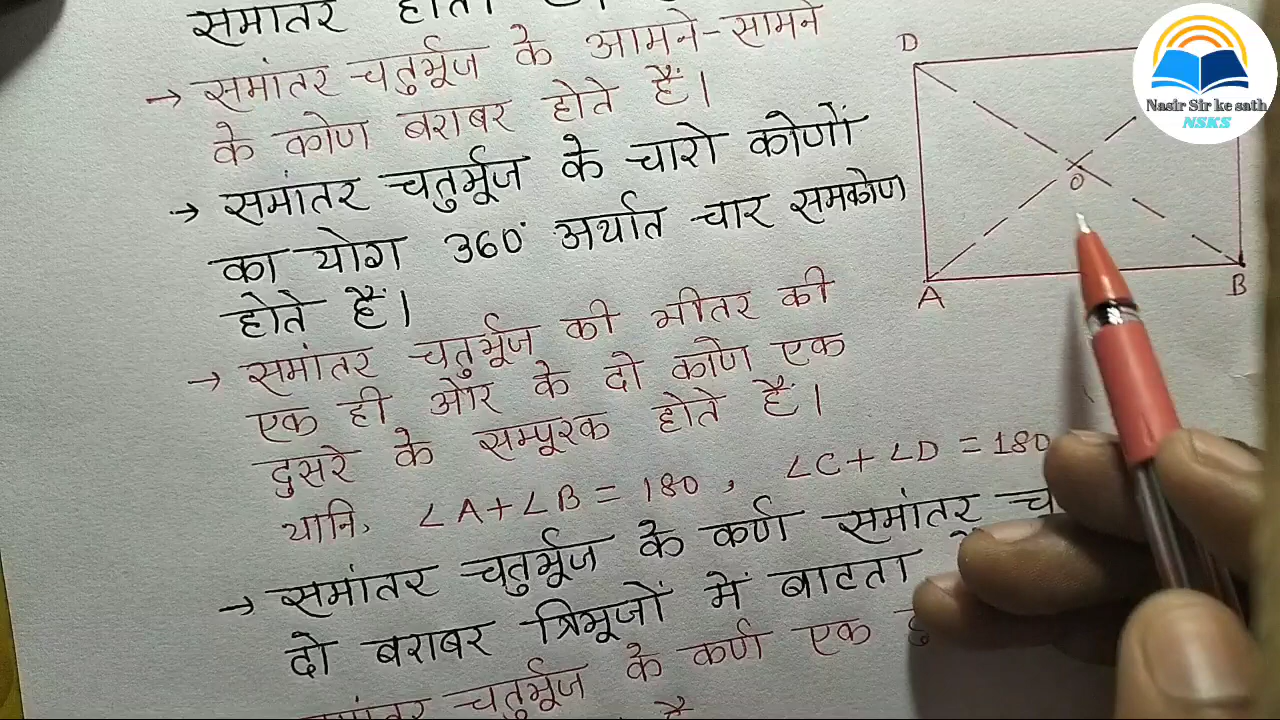 समांतर होता
→ समांतर चर्तुभूज के आमने-सामने
के कोण बराबर होते हैं।
→ समांतर चतुर्भूज के चारो कोणों
का योग 360° अर्थात चार समकोण
होते हैं।
→ समांतर चर्तुभूज की भीतर की
एक ही ओर के दो कोण एक
दुसरे के सम्पूरक होते हैं।
यानि, ∠A+∠B = 180, ∠C+∠D = 180
→ समांतर चतुर्भूज के कर्ण समांतर च
दो बराबर त्रिभूजों में बाटता
समांतर चतुर्भूज के कर्ण एक
है
D
O
A
B
Nasir Sir ke sath
NSKS